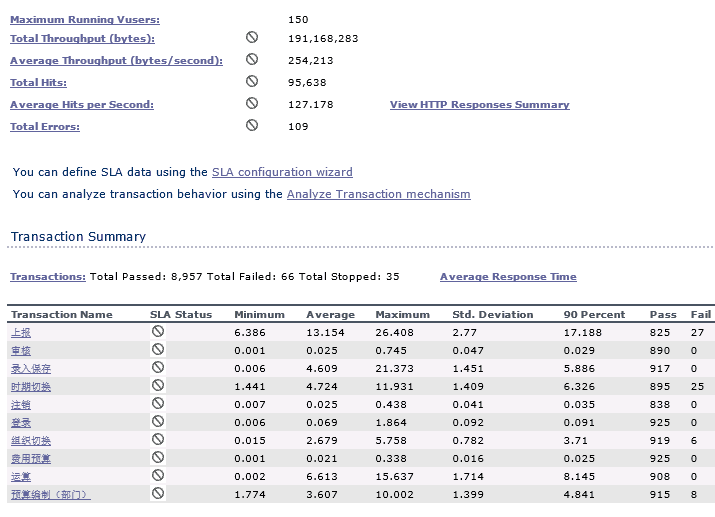 Maximum Running Vusers: 150
Total Throughput (bytes): 191,168,283
Average Throughput (bytes/second): 254,213
Total Hits: 95,638
Average Hits per Second: 127.178 View HTTP Responses Summary
Total Errors: 109
You can define SLA data using the SLA configuration wizard
You can analyze transaction behavior using the Analyze Transaction mechanism
Transaction Summary
Transactions: Total Passed: 8,957 Total Failed: 66 Total Stopped: 35 Average Response Time
Transaction Name SLA Status Minimum Average Maximum Std. Deviation 90 Percent Pass Fail
上报 6.386 13.154 26.408 2.77 17.188 825 27
审核 0.001 0.025 0.745 0.047 0.029 890 0
录入保存 0.006 4.609 21.373 1.451 5.886 917 0
时期切换 1.441 4.724 11.931 1.409 6.326 895 25
注销 0.007 0.025 0.438 0.041 0.035 838 0
登录 0.006 0.069 1.864 0.092 0.091 925 0
组织切换 0.015 2.679 5.758 0.782 3.71 919 6
费用预算 0.001 0.021 0.338 0.016 0.025 925 0
运算 0.002 6.613 15.637 1.714 8.145 908 0
预算编制（部门） 1.774 3.607 10.002 1.399 4.841 915 8